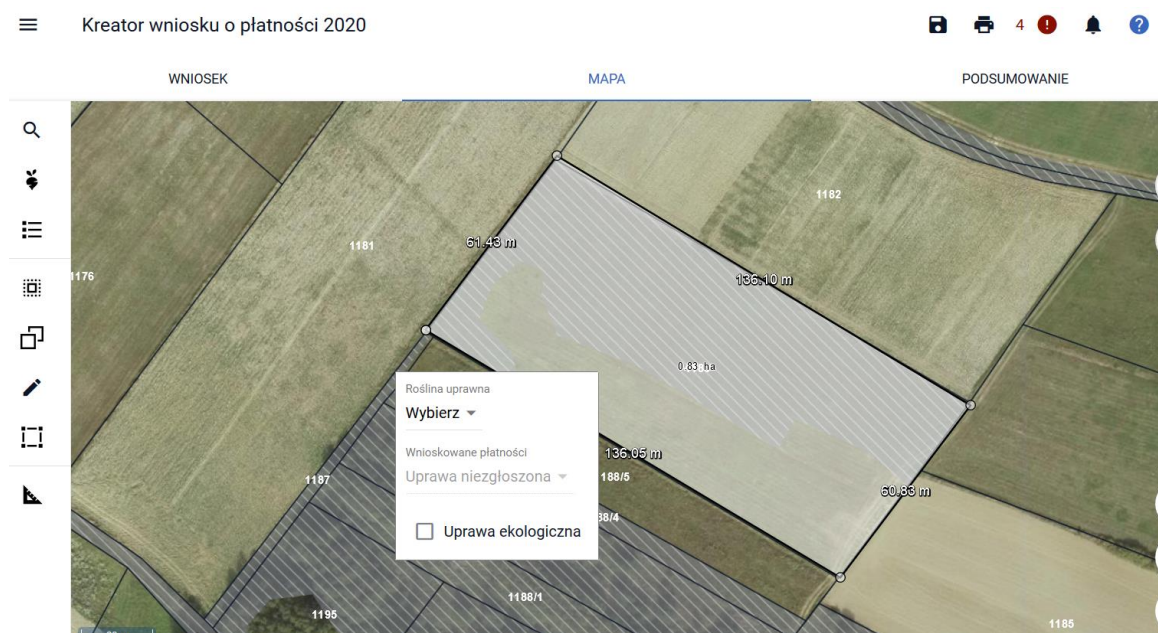 Kreator wniosku o płatności 2020
4
WNIOSEK
MAPA
PODSUMOWANIE
1182
1181
61.43 m
1176
136.10 m
0.83 ha
Roślina uprawna
Wybierz
Wnioskowane płatności
Uprawa niezgłoszona
Uprawa ekologiczna
136.05 m
188/5
1187
60.83 m
38/4
1188/1
1195
1185